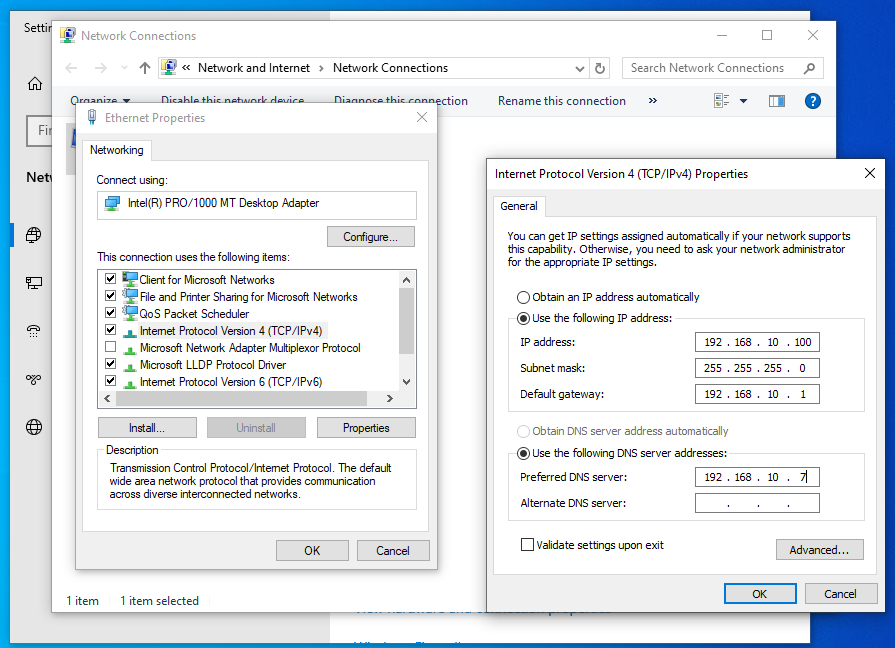 Settin
Network Connections
« Network and Internet › Network Connections
Search Network Connections
Organize
Disable this network device
Diagnose this connection
Rename this connection
»
Fin
Netw
1 item
1 item selected
Ethernet Properties
Networking
Connect using:
Intel(R) PRO/1000 MT Desktop Adapter
Configure...
This connection uses the following items:
Client for Microsoft Networks
File and Printer Sharing for Microsoft Networks
QoS Packet Scheduler
Internet Protocol Version 4 (TCP/IPv4)
Microsoft Network Adapter Multiplexor Protocol
Microsoft LLDP Protocol Driver
Internet Protocol Version 6 (TCP/IPv6)
Install...
Uninstall
Properties
Description
Transmission Control Protocol/Internet Protocol. The default
wide area network protocol that provides communication
across diverse interconnected networks.
OK
Cancel
Internet Protocol Version 4 (TCP/IPv4) Properties
General
You can get IP settings assigned automatically if your network supports
this capability. Otherwise, you need to ask your network administrator
for the appropriate IP settings.
Obtain an IP address automatically
Use the following IP address:
IP address: 192 . 168 . 10 . 100
Subnet mask: 255 . 255 . 255 . 0
Default gateway: 192 . 168 . 10 . 1
Obtain DNS server address automatically
Use the following DNS server addresses:
Preferred DNS server: 192 . 168 . 10 . 7
Alternate DNS server: . . .
Validate settings upon exit
Advanced...
OK
Cancel